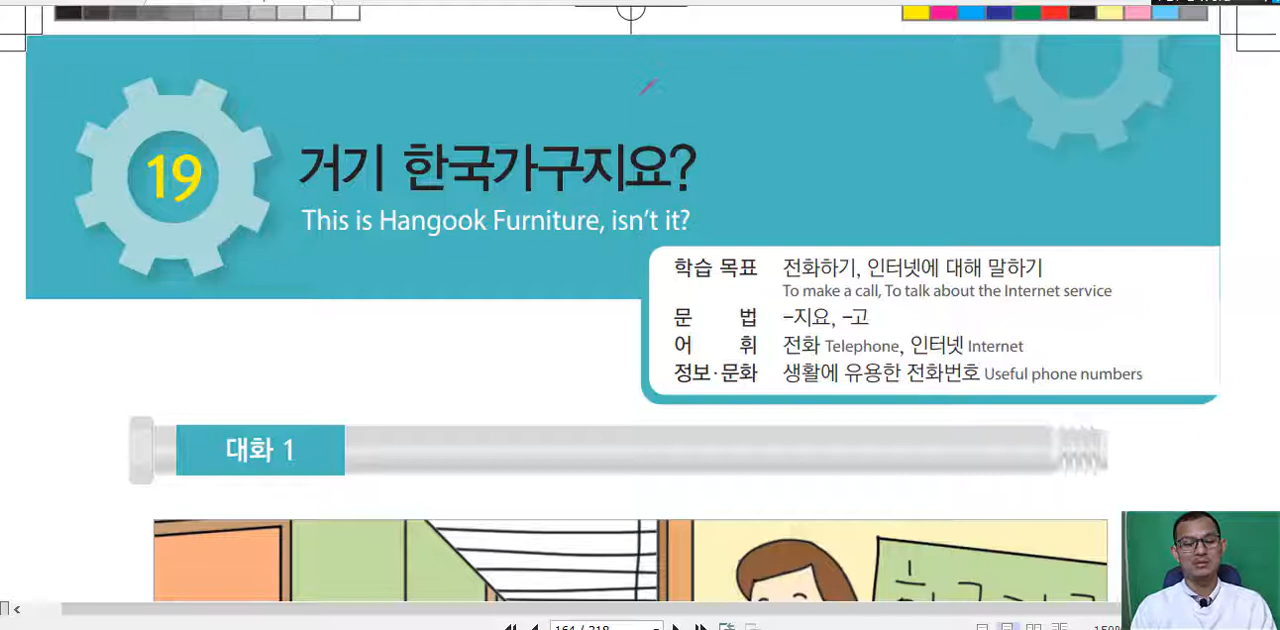 19
거기 한국가구지요?
This is Hangook Furniture, isn't it?
학습 목표 전화하기, 인터넷에 대해 말하기
To make a call, To talk about the Internet service
문 법 -지요, -고
어 휘 전화 Telephone, 인터넷 Internet
정보·문화 생활에 유용한 전화번호 Useful phone numbers
대화 1
164 / 218